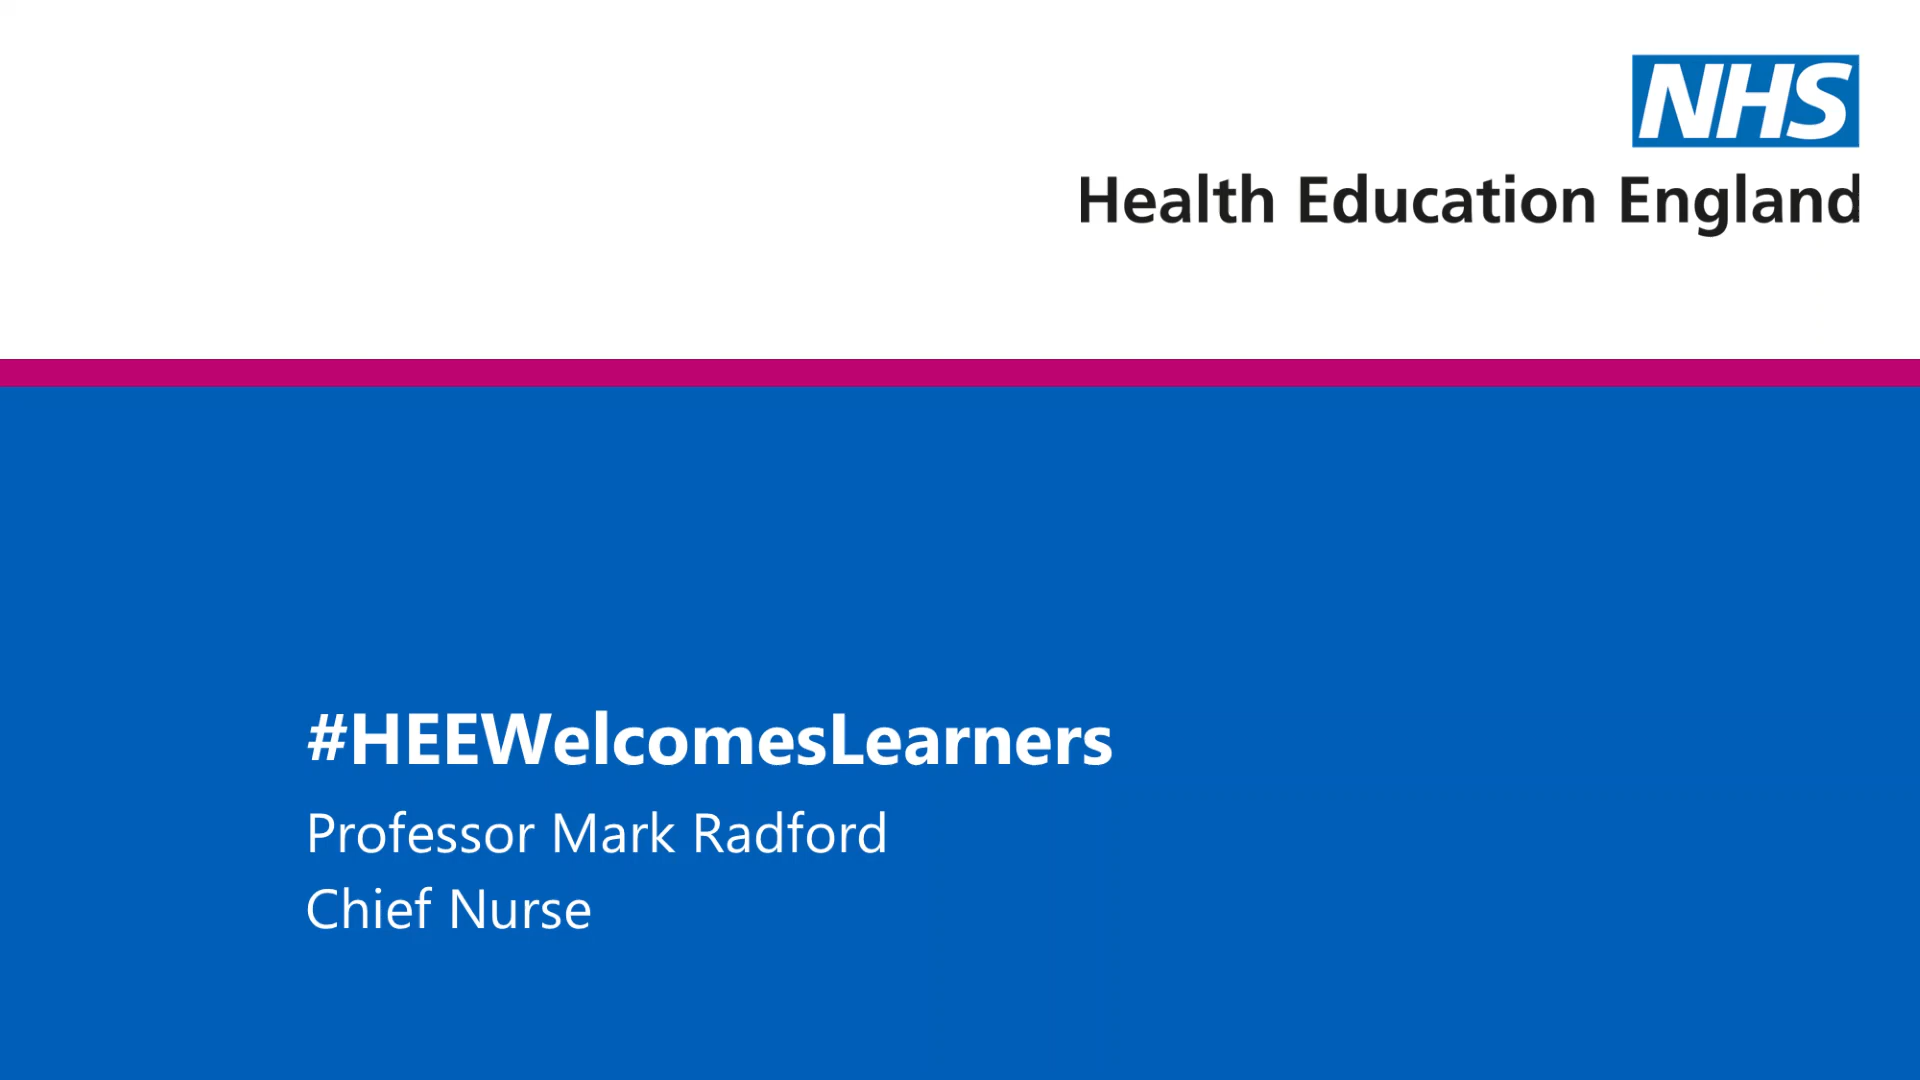 NHS
Health Education England
#HEEWelcomesLearners
Professor Mark Radford
Chief Nurse